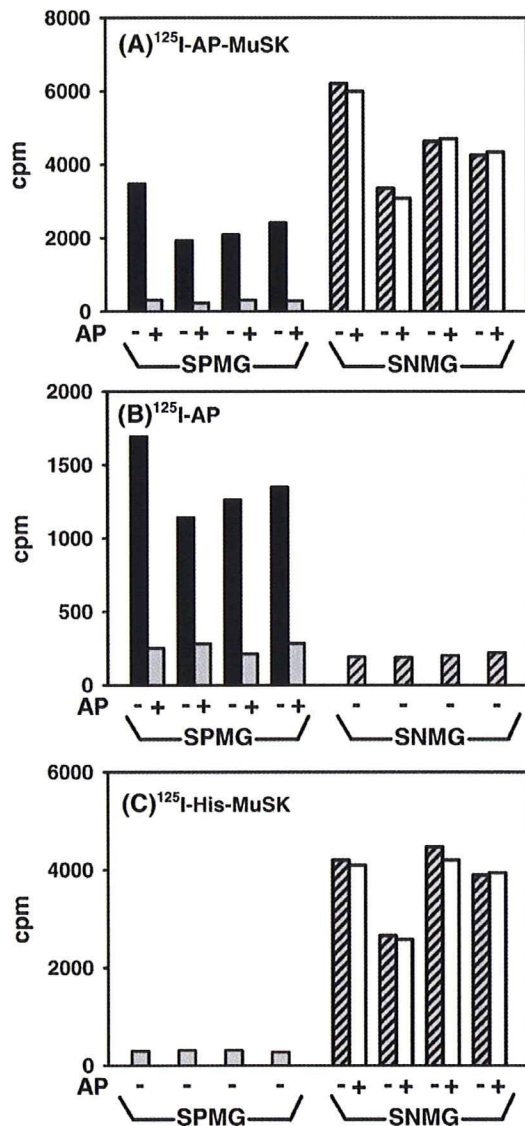 (A) ¹²⁵I-AP-MuSK
8000
6000
4000
2000
0
cpm
AP - + - + - + - + - + - + - + - +
SPMG SNMG
(B) ¹²⁵I-AP
2000
1500
1000
500
0
cpm
AP - + - + - + - + - - - -
SPMG SNMG
(C) ¹²⁵I-His-MuSK
6000
4000
2000
0
cpm
AP - - - - - + - + - + - +
SPMG SNMG